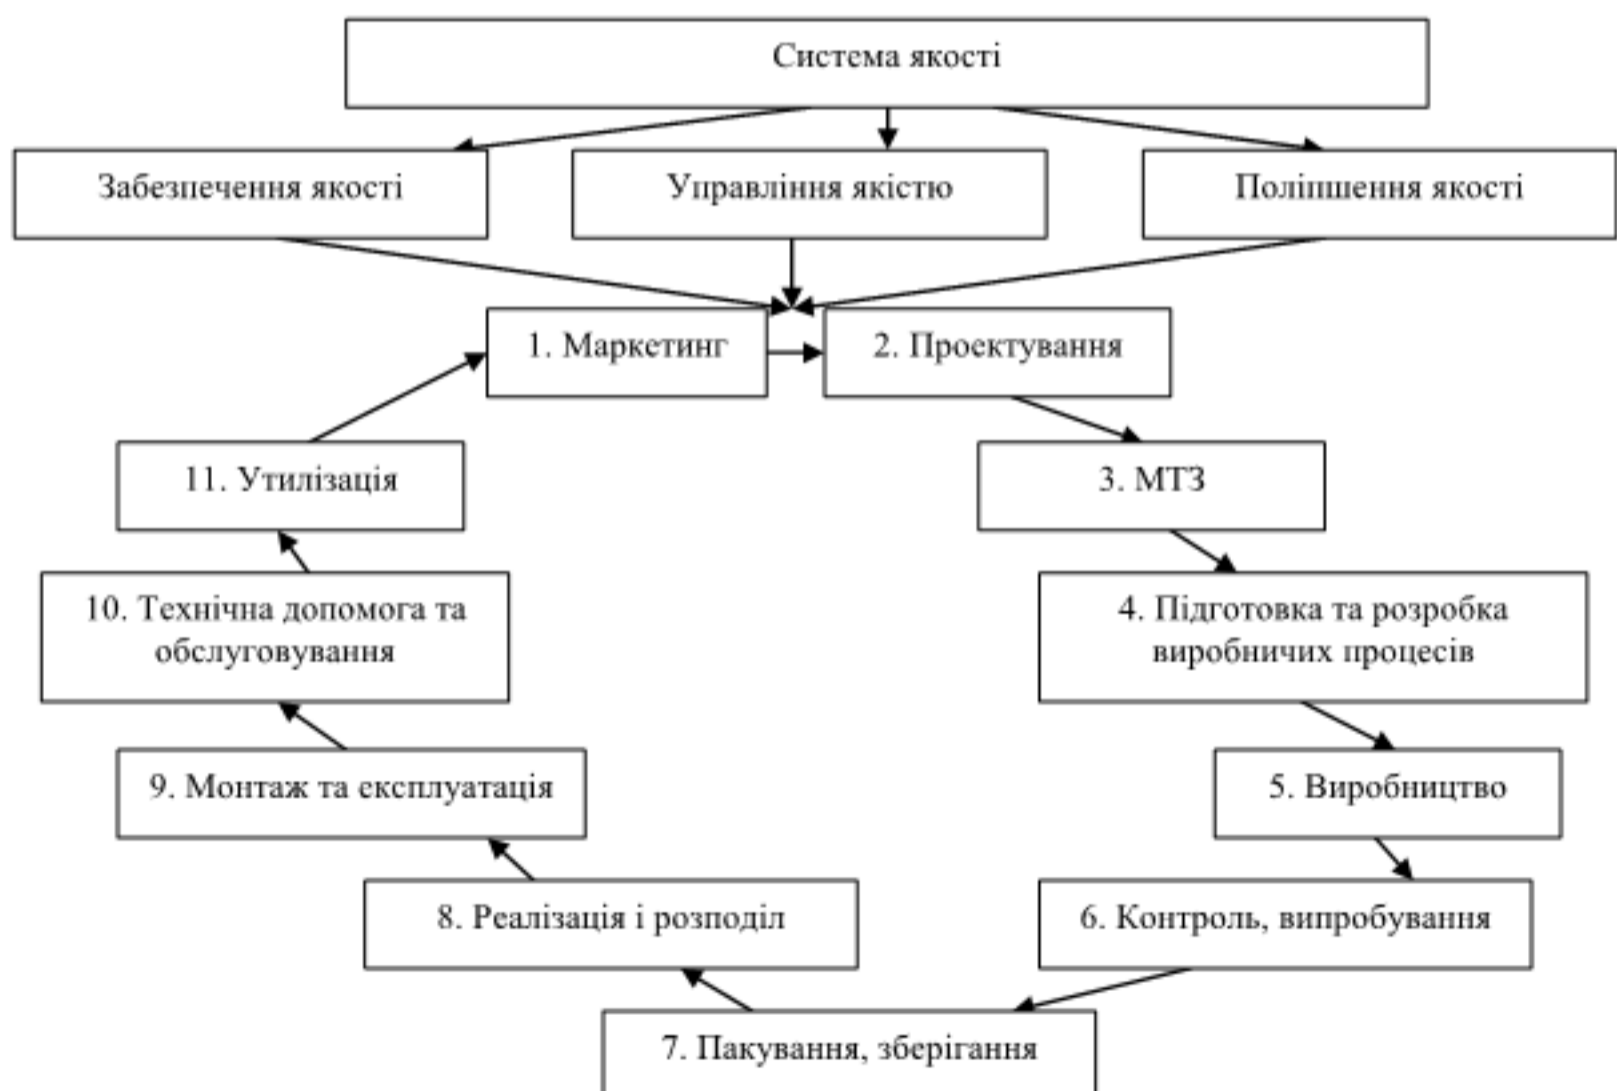 Система якості
Забезпечення якості
Управління якістю
Поліпшення якості
1. Маркетинг
2. Проектування
3. МТЗ
4. Підготовка та розробка
виробничих процесів
5. Виробництво
6. Контроль, випробування
7. Пакування, зберігання
8. Реалізація і розподіл
9. Монтаж та експлуатація
10. Технічна допомога та
обслуговування
11. Утилізація